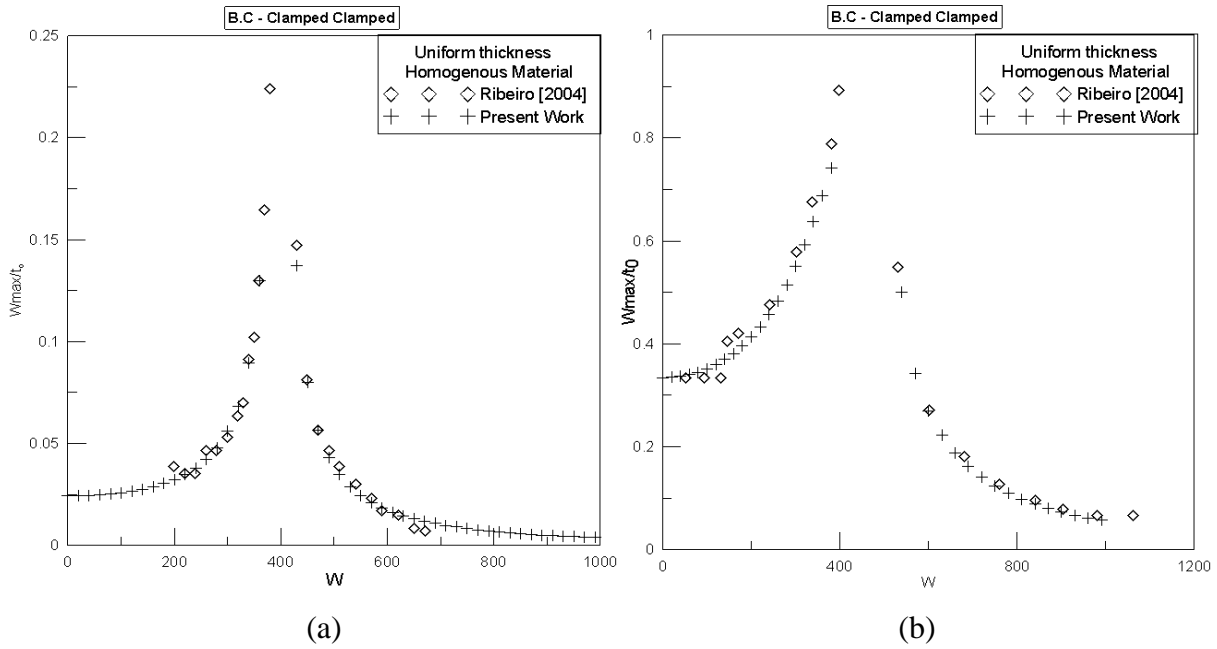 B.C - Clamped Clamped
Uniform thickness
Homogenous Material
Ribeiro [2004]
Present Work
0.25
0.2
0.15
0.1
0.05
0
Wmax/t₀
0 200 400 600 800 1000
W
(a)
B.C - Clamped Clamped
Uniform thickness
Homogenous Material
Ribeiro [2004]
Present Work
1
0.8
0.6
0.4
0.2
0
Wmax/t0
0 400 800 1200
W
(b)